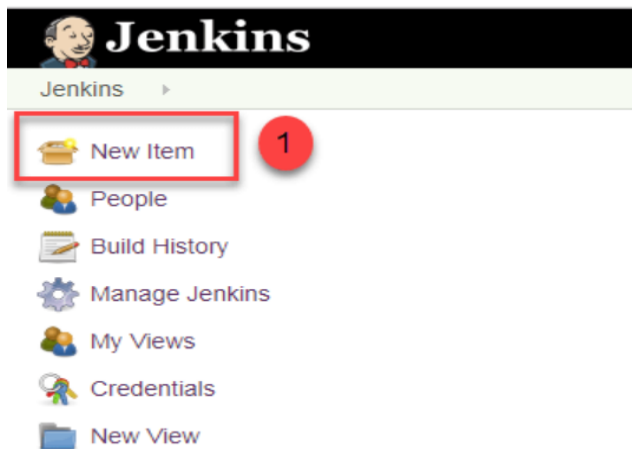 Jenkins
Jenkins
New Item 1
People
Build History
Manage Jenkins
My Views
Credentials
New View